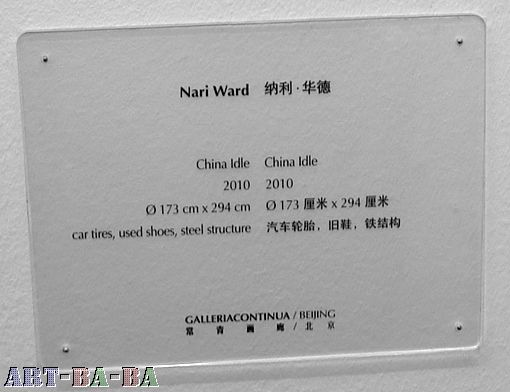 Nari Ward 纳利·华德
China Idle China Idle
2010 2010
Ø 173 cm x 294 cm Ø 173 厘米 x 294 厘米
car tires, used shoes, steel structure 汽车轮胎，旧鞋，铁结构
GALLERIACONTINUA / BEIJING
常青画廊 / 北京
ART-BA-BA